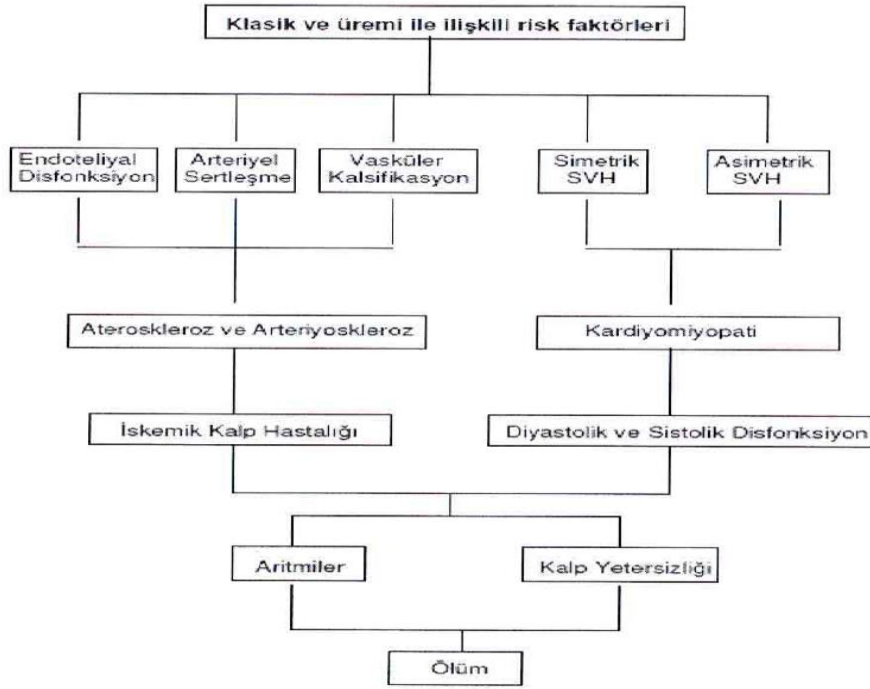 Klasik ve üremi ile ilişkili risk faktörleri
Endoteliyal
Disfonksiyon
Arteriyel
Sertleşme
Vasküler
Kalsifikasyon
Simetrik
SVH
Asimetrik
SVH
Ateroskleroz ve Arteriyoskleroz
Kardiyomiyopati
İskemik Kalp Hastalığı
Diyastolik ve Sistolik Disfonksiyon
Aritmiler
Kalp Yetersizliği
Ölüm